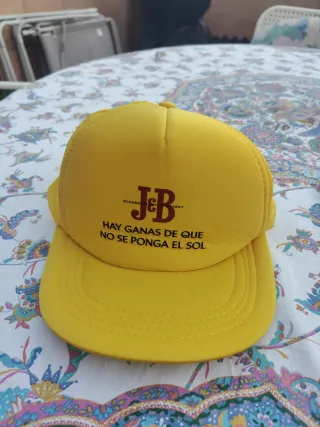 J&B
HAY GANAS DE QUE
NO SE PONGA EL SOL